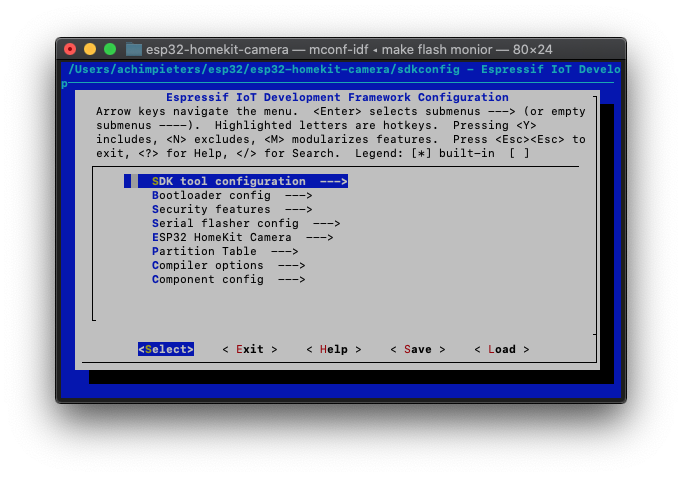 esp32-homekit-camera — mconf-idf ◂ make flash monior — 80×24
/Users/achimpieters/esp32/esp32-homekit-camera/sdkconfig - Espressif IoT Develo
p
Espressif IoT Development Framework Configuration
Arrow keys navigate the menu.  <Enter> selects submenus ---> (or empty
submenus ----).  Highlighted letters are hotkeys.  Pressing <Y>
includes, <N> excludes, <M> modularizes features.  Press <Esc><Esc> to
exit, <?> for Help, </> for Search.  Legend: [*] built-in  [ ]
SDK tool configuration  --->
Bootloader config  --->
Security features  --->
Serial flasher config  --->
ESP32 HomeKit Camera  --->
Partition Table  --->
Compiler options  --->
Component config  --->
<Select>    < Exit >    < Help >    < Save >    < Load >